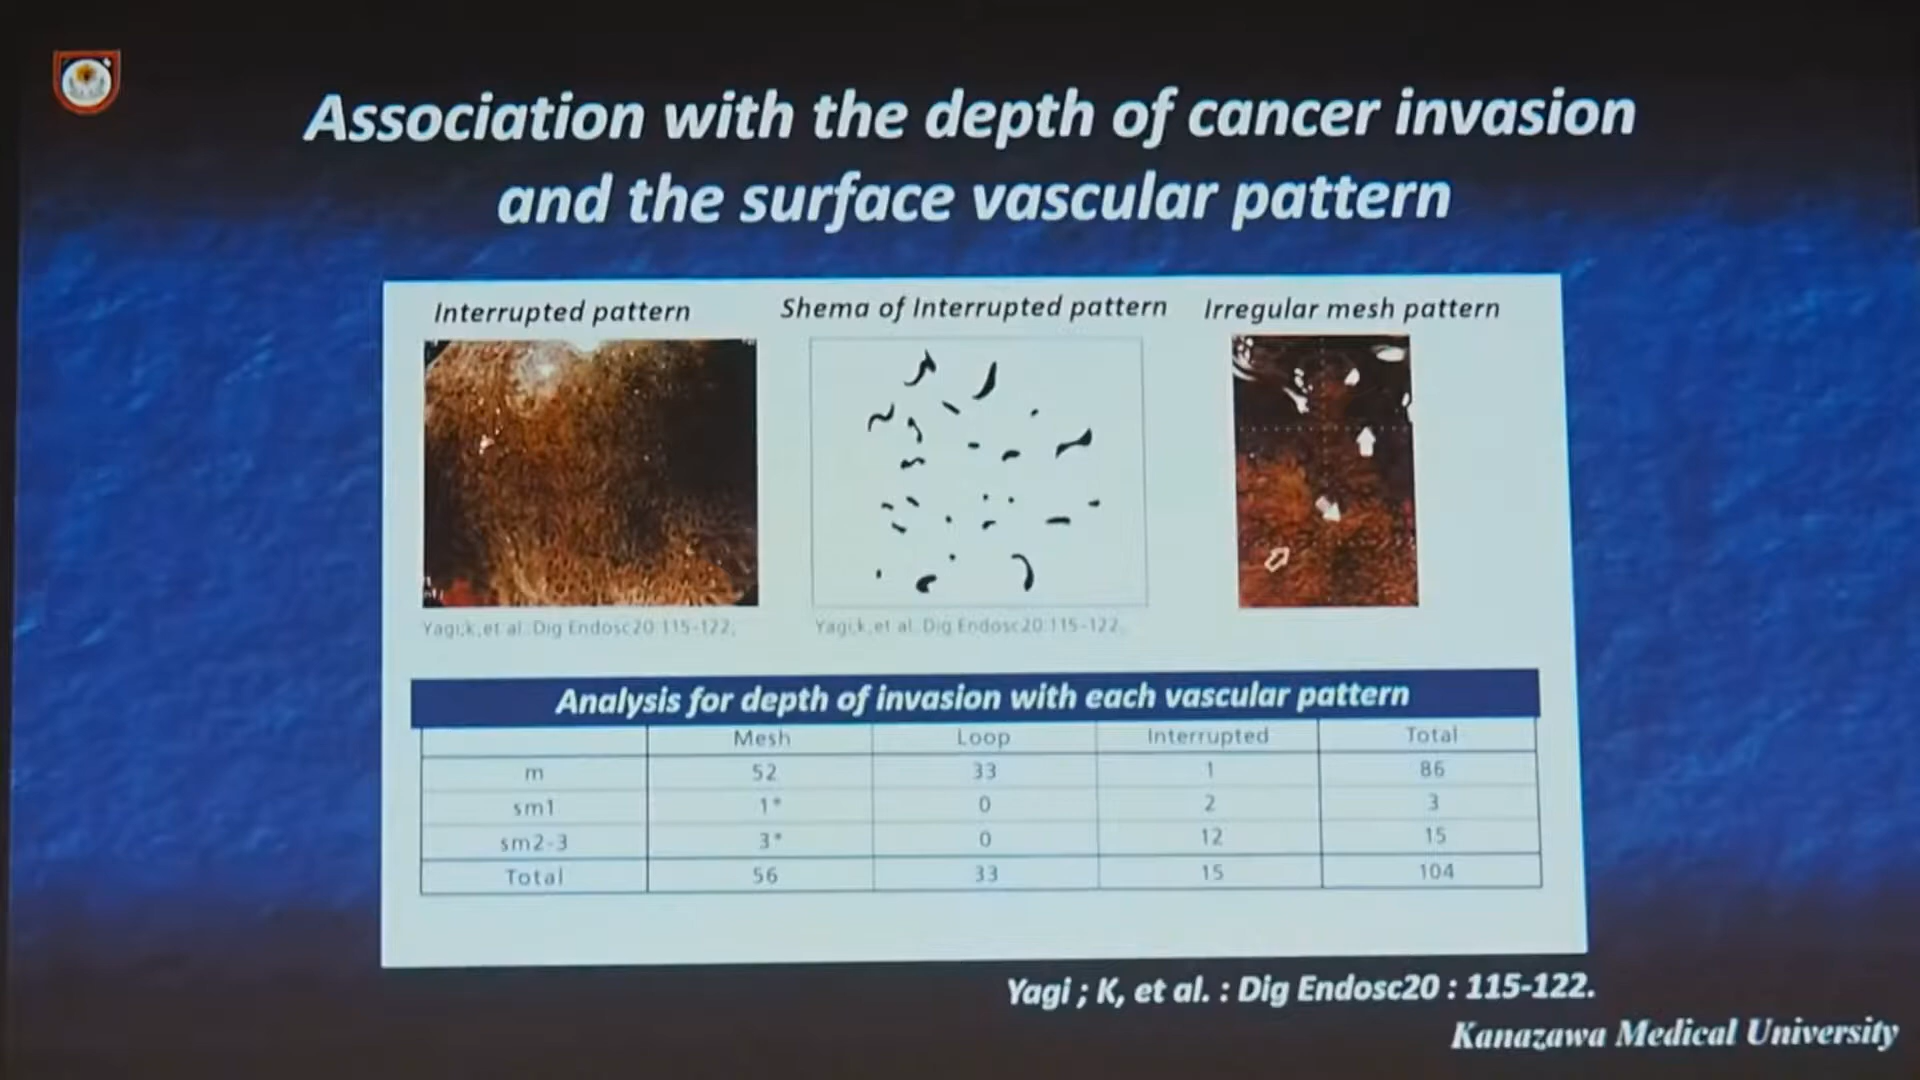 Association with the depth of cancer invasion
and the surface vascular pattern
Interrupted pattern
Shema of Interrupted pattern
Irregular mesh pattern
Yagi;k,et al. Dig Endosc20:115-122,
Yagi;k,et al. Dig Endosc20:115-122,
Analysis for depth of invasion with each vascular pattern
Mesh Loop Interrupted Total
m 52 33 1 86
sm1 1* 0 2 3
sm2-3 3* 0 12 15
Total 56 33 15 104
Yagi ; K, et al. : Dig Endosc20 : 115-122.
Kanazawa Medical University